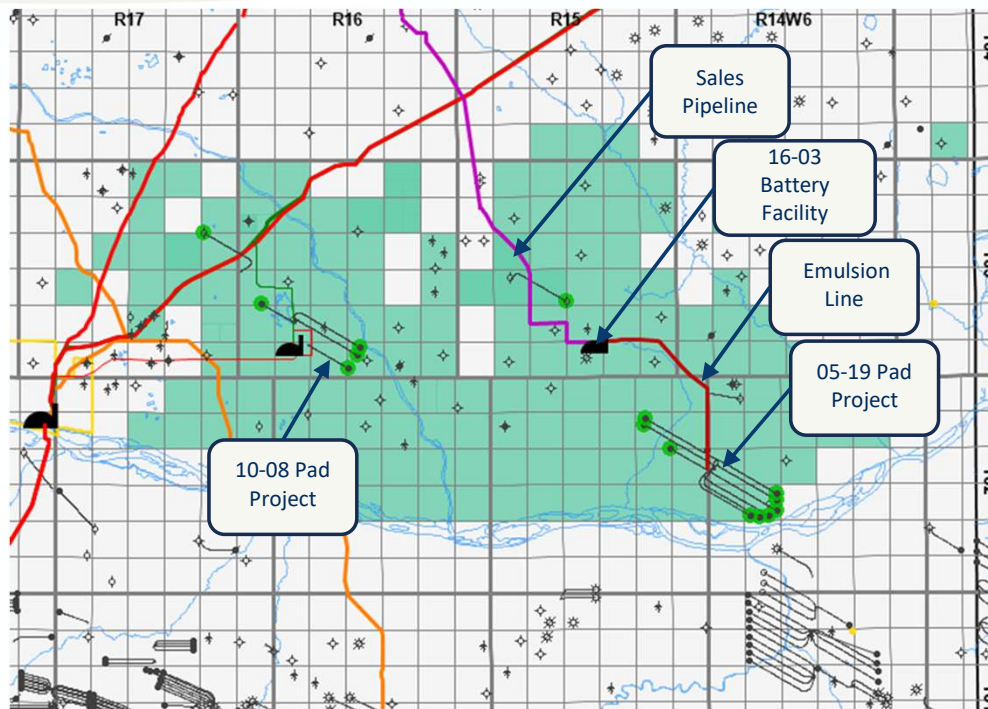 R17
R16
R15
R14W6
Sales
Pipeline
16-03
Battery
Facility
Emulsion
Line
05-19 Pad
Project
10-08 Pad
Project